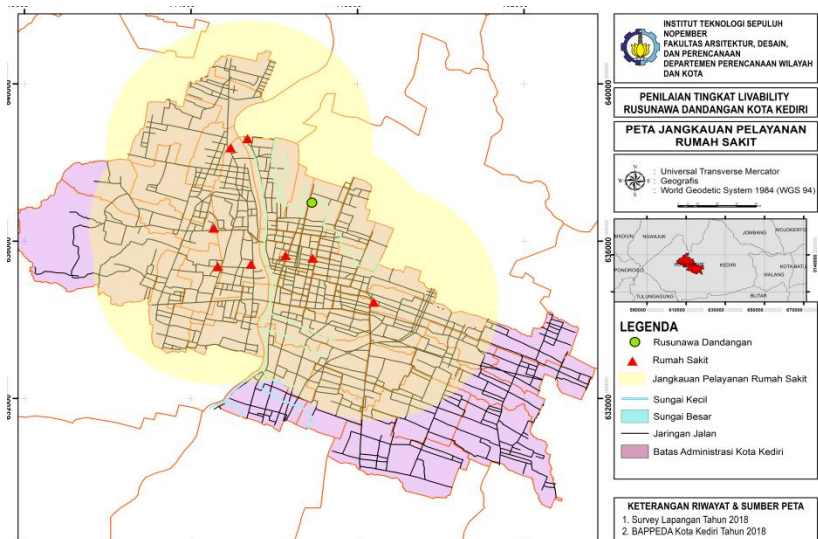 INSTITUT TEKNOLOGI SEPULUH
NOPEMBER
FAKULTAS ARSITEKTUR, DESAIN,
DAN PERENCANAAN
DEPARTEMEN PERENCANAAN WILAYAH
DAN KOTA
PENILAIAN TINGKAT LIVABILITY
RUSUNAWA DANDANGAN KOTA KEDIRI
PETA JANGKAUAN PELAYANAN
RUMAH SAKIT
: Universal Transverse Mercator
: Geografis
: World Geodetic System 1984 (WGS 94)
NGANJUK
JOMBANG
MOJOKERTO
KEDIRI
KOTA BATU
PONOROGO
MALANG
TULUNGAGUNG
BLITAR
LEGENDA
Rusunawa Dandangan
Rumah Sakit
Jangkauan Pelayanan Rumah Sakit
Sungai Kecil
Sungai Besar
Jaringan Jalan
Batas Administrasi Kota Kediri
KETERANGAN RIWAYAT & SUMBER PETA
1. Survey Lapangan Tahun 2018
2. BAPPEDA Kota Kediri Tahun 2018
640000
636000
632000